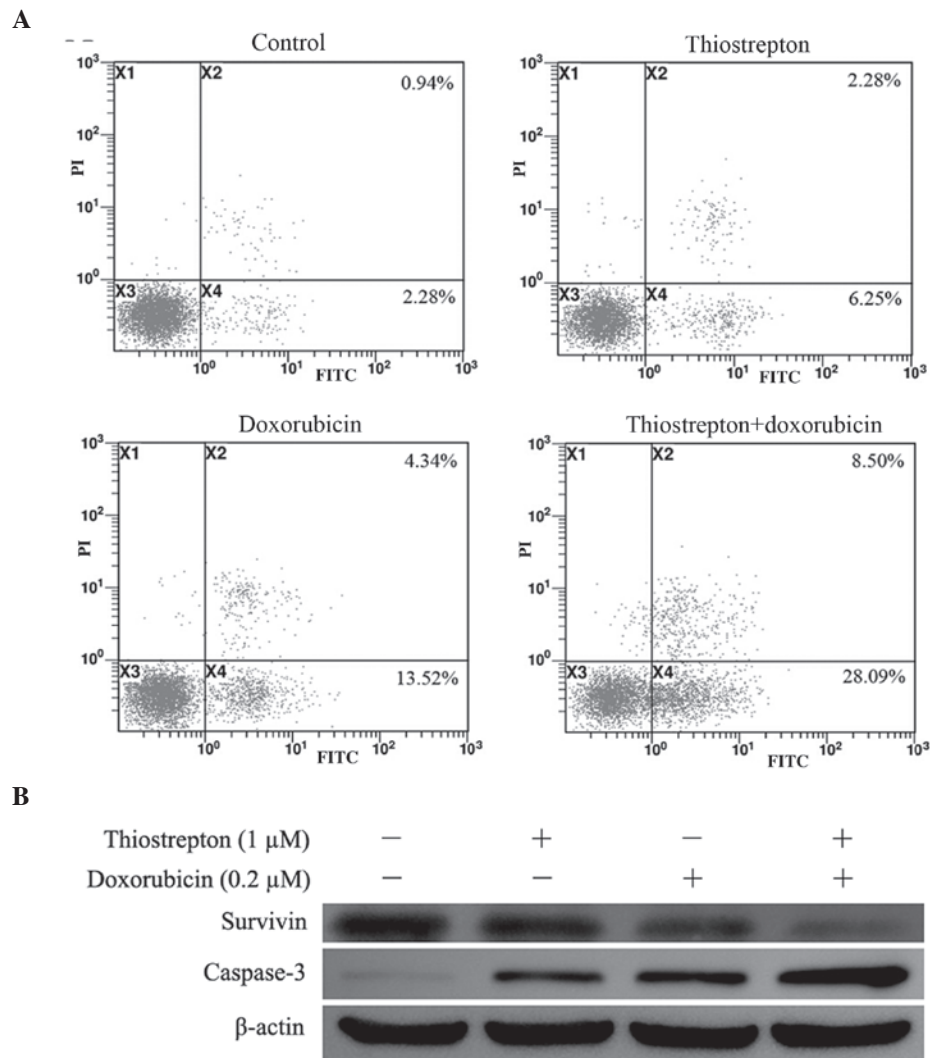 A
Control
10³
X1 X2
0.94%
10²
PI
10¹
10⁰
X3 X4
2.28%
10⁰ 10¹ 10² 10³
FITC
Thiostrepton
10³
X1 X2
2.28%
10²
PI
10¹
10⁰
X3 X4
6.25%
10⁰ 10¹ 10² 10³
FITC
Doxorubicin
10³
X1 X2
4.34%
10²
PI
10¹
10⁰
X3 X4
13.52%
10⁰ 10¹ 10² 10³
FITC
Thiostrepton+doxorubicin
10³
X1 X2
8.50%
10²
PI
10¹
10⁰
X3 X4
28.09%
10⁰ 10¹ 10² 10³
FITC
B
Thiostrepton (1 µM) − + − +
Doxorubicin (0.2 µM) − − + +
Survivin
Caspase-3
β-actin